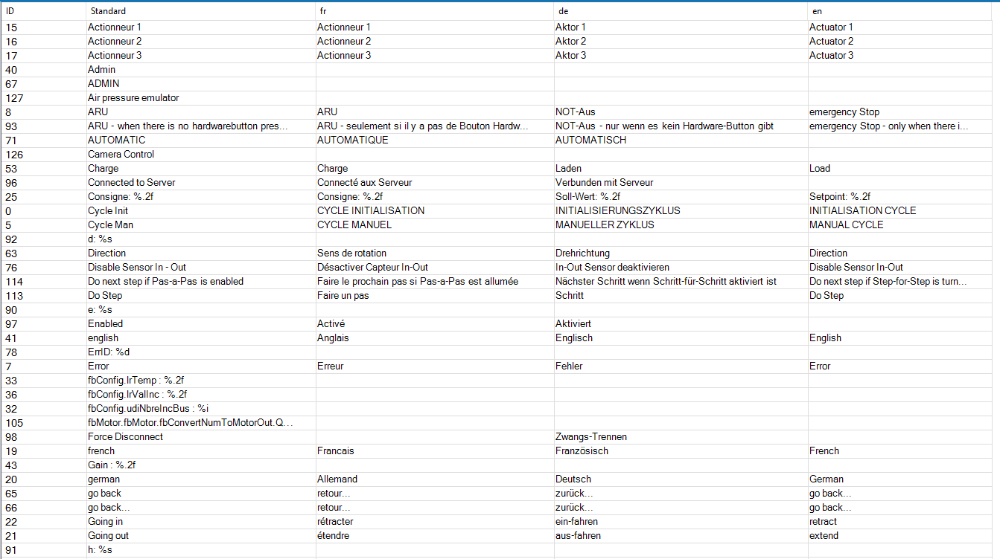 ID Standard fr de en
15 Actionneur 1 Actionneur 1 Aktor 1 Actuator 1
16 Actionneur 2 Actionneur 2 Aktor 2 Actuator 2
17 Actionneur 3 Actionneur 3 Aktor 3 Actuator 3
40 Admin
67 ADMIN
127 Air pressure emulator
8 ARU ARU NOT-Aus emergency Stop
93 ARU - when there is no hardwarebutton pres... ARU - seulement si il y a pas de Bouton Hardw... NOT-Aus - nur wenn es kein Hardware-Button gibt emergency Stop - only when there i...
71 AUTOMATIC AUTOMATIQUE AUTOMATISCH
126 Camera Control
53 Charge Charge Laden Load
96 Connected to Server Connecté aux Serveur Verbunden mit Serveur
25 Consigne: %.2f Consigne: %.2f Soll-Wert: %.2f Setpoint: %.2f
0 Cycle Init CYCLE INITIALISATION INITIALISIERUNGSZYKLUS INITIALISATION CYCLE
5 Cycle Man CYCLE MANUEL MANUELLER ZYKLUS MANUAL CYCLE
92 d: %s
63 Direction Sens de rotation Drehrichtung Direction
76 Disable Sensor In - Out Désactiver Capteur In-Out In-Out Sensor deaktivieren Disable Sensor In-Out
114 Do next step if Pas-a-Pas is enabled Faire le prochain pas si Pas-a-Pas est allumée Nächster Schritt wenn Schritt-für-Schritt aktiviert ist Do next step if Step-for-Step is turn...
113 Do Step Faire un pas Schritt Do Step
90 e: %s
97 Enabled Activé Aktiviert
41 english Anglais Englisch English
78 ErrID: %d
7 Error Erreur Fehler Error
33 fbConfig.lrTemp : %.2f
36 fbConfig.lrValInc : %.2f
32 fbConfig.udiNbreIncBus : %i
105 fbMotor.fbMotor.fbConvertNumToMotorOut.Q...
98 Force Disconnect Zwangs-Trennen
19 french Francais Französisch French
43 Gain : %.2f
20 german Allemand Deutsch German
65 go back retour... zurück... go back...
66 go back... retour... zurück... go back...
22 Going in rétracter ein-fahren retract
21 Going out étendre aus-fahren extend
91 h: %s